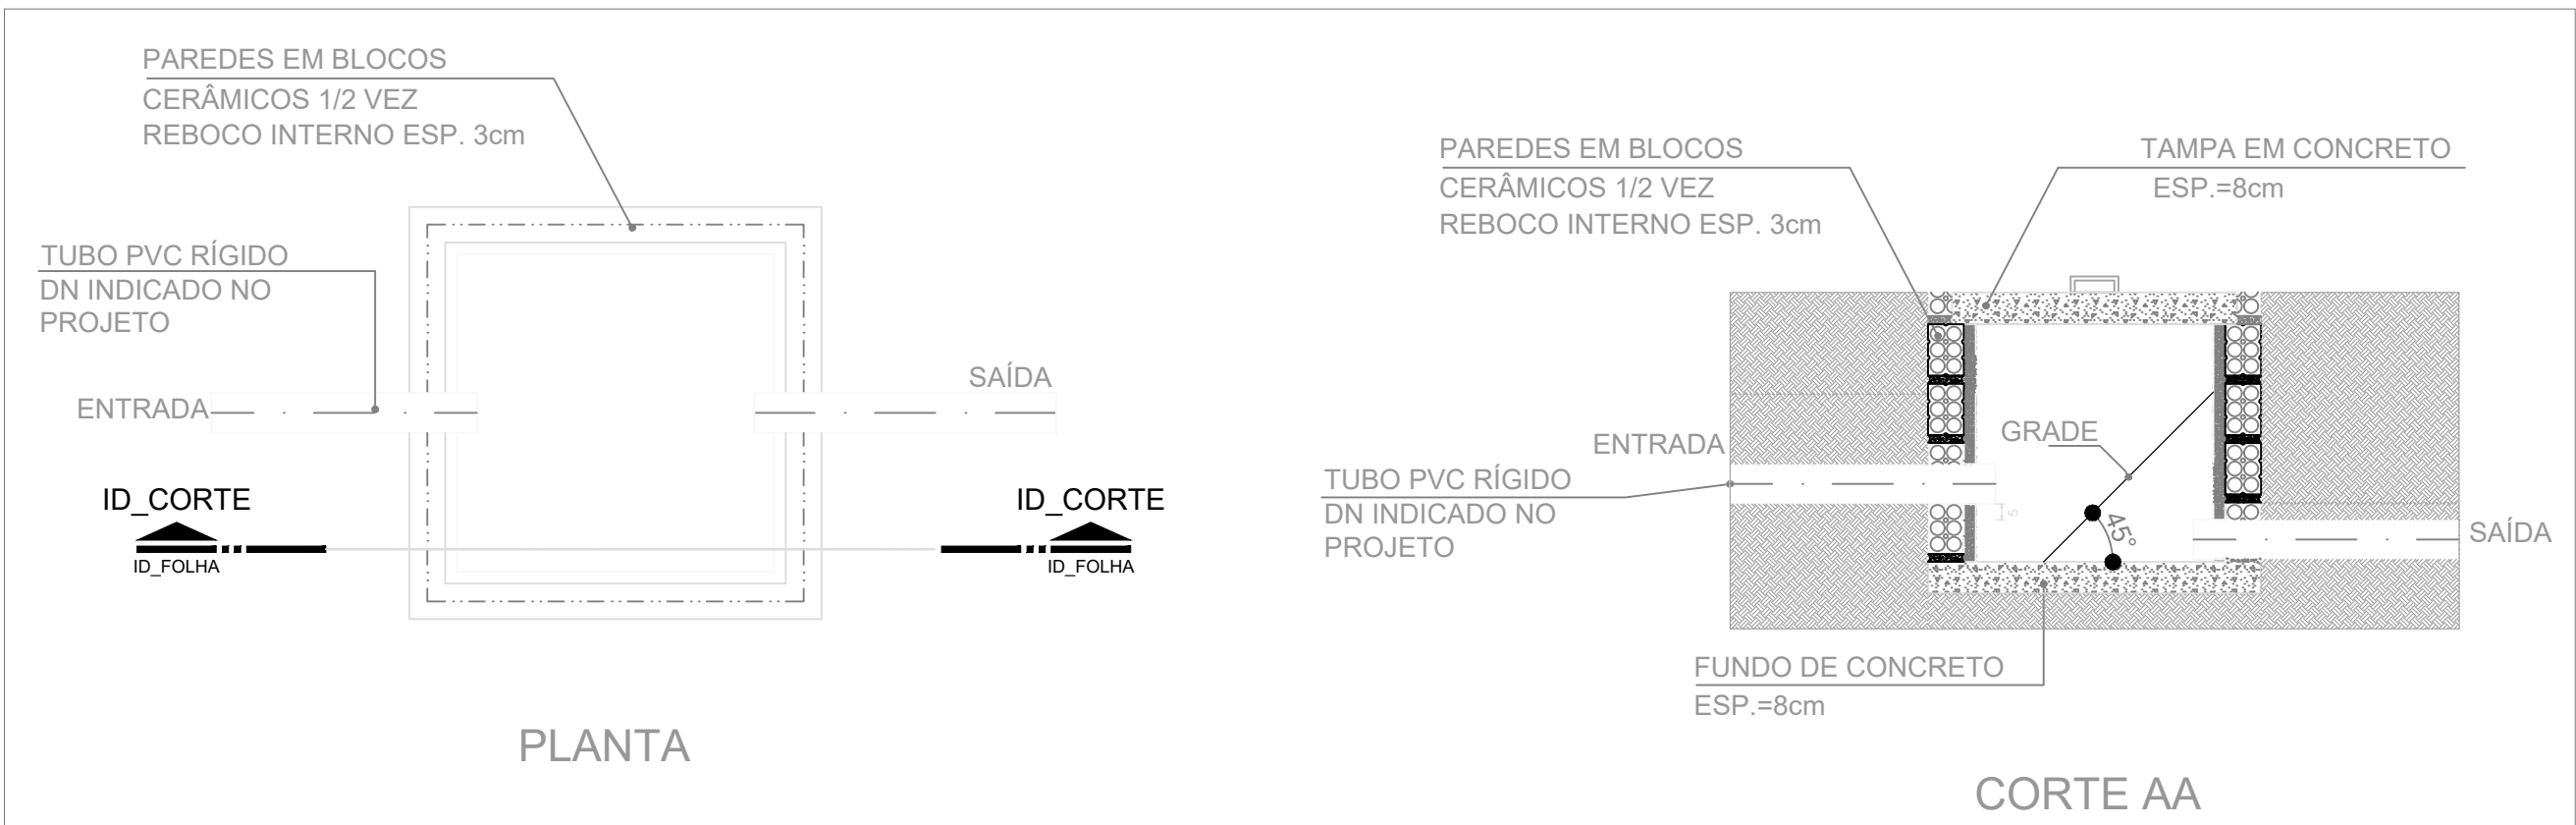 PAREDES EM BLOCOS
CERÂMICOS 1/2 VEZ
REBOCO INTERNO ESP. 3cm
TUBO PVC RÍGIDO
DN INDICADO NO
PROJETO
ENTRADA
SAÍDA
ID_CORTE
ID_FOLHA
ID_CORTE
ID_FOLHA
PLANTA
PAREDES EM BLOCOS
CERÂMICOS 1/2 VEZ
REBOCO INTERNO ESP. 3cm
TAMPA EM CONCRETO
ESP.=8cm
ENTRADA
GRADE
TUBO PVC RÍGIDO
DN INDICADO NO
PROJETO
5
45°
SAÍDA
FUNDO DE CONCRETO
ESP.=8cm
CORTE AA